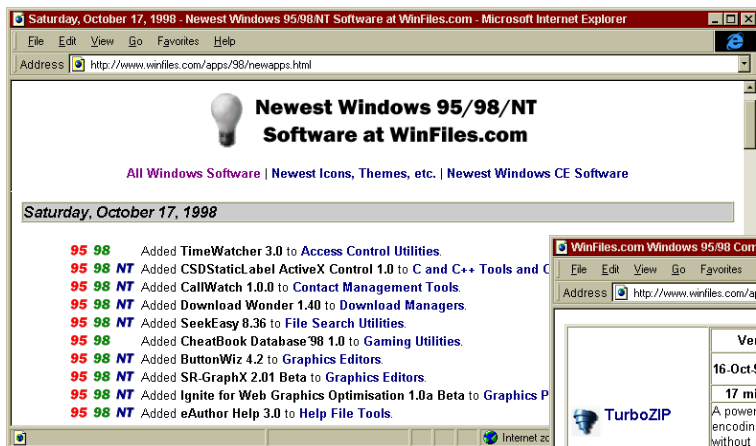 Saturday, October 17, 1998 - Newest Windows 95/98/NT Software at WinFiles.com - Microsoft Internet Explorer
File Edit View Go Favorites Help
Address http://www.winfiles.com/apps/98/newapps.html
Newest Windows 95/98/NT
Software at WinFiles.com
All Windows Software | Newest Icons, Themes, etc. | Newest Windows CE Software
Saturday, October 17, 1998
95 98 Added TimeWatcher 3.0 to Access Control Utilities.
95 98 NT Added CSDStaticLabel ActiveX Control 1.0 to C and C++ Tools and C
95 98 NT Added CallWatch 1.0.0 to Contact Management Tools.
95 98 NT Added Download Wonder 1.40 to Download Managers.
95 98 NT Added SeekEasy 8.36 to File Search Utilities.
95 98 Added CheatBook Database´98 1.0 to Gaming Utilities.
95 98 NT Added ButtonWiz 4.2 to Graphics Editors.
95 98 NT Added SR-GraphX 2.01 Beta to Graphics Editors.
95 98 NT Added Ignite for Web Graphics Optimisation 1.0a Beta to Graphics P
95 98 NT Added eAuthor Help 3.0 to Help File Tools.
Internet zo
WinFiles.com Windows 95/98 Com
File Edit View Go Favorites
Address http://www.winfiles.com/a
Ver
16-Oct-
17 mi
TurboZIP
A power
encodin
without